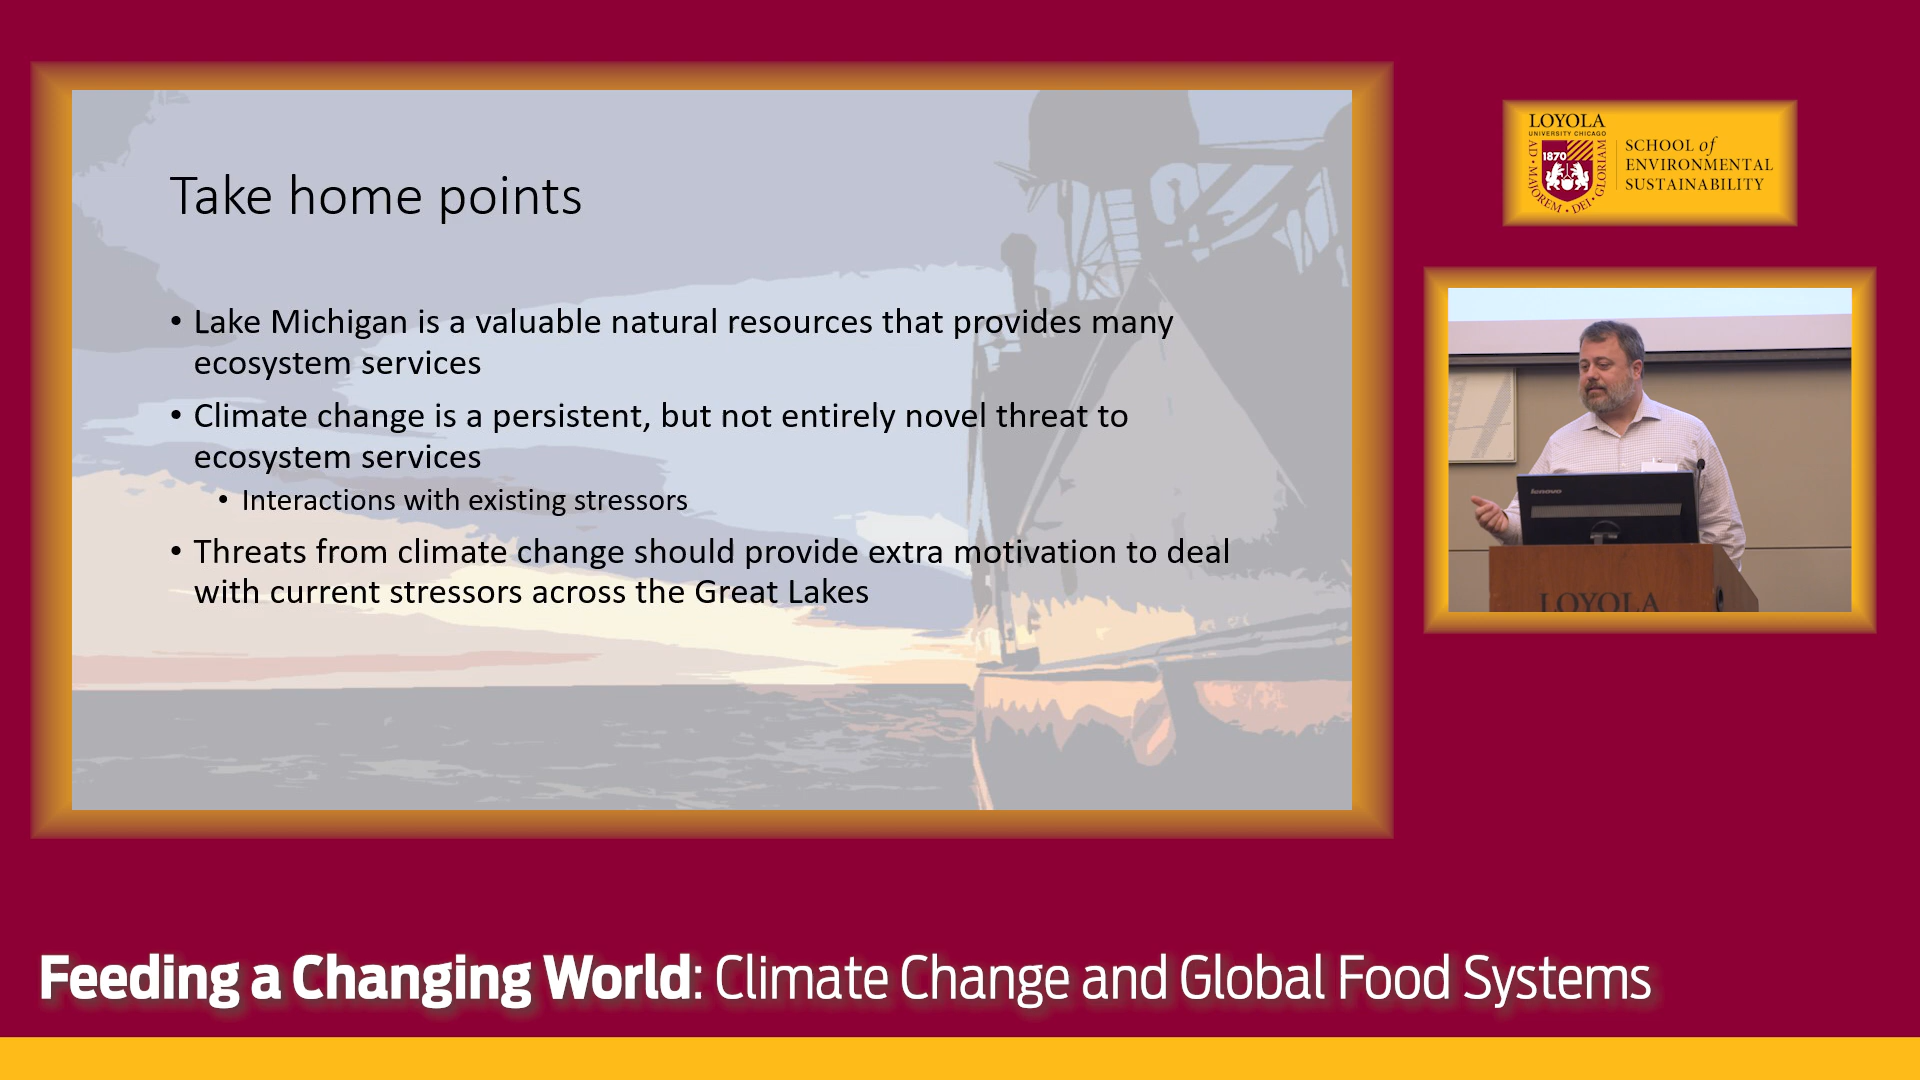 Take home points
• Lake Michigan is a valuable natural resources that provides many
ecosystem services
• Climate change is a persistent, but not entirely novel threat to
ecosystem services
• Interactions with existing stressors
• Threats from climate change should provide extra motivation to deal
with current stressors across the Great Lakes
LOYOLA
UNIVERSITY CHICAGO
1870
AD • MAJOREM • DEI • GLORIAM
SCHOOL of
ENVIRONMENTAL
SUSTAINABILITY
lenovo
LOYOLA
Feeding a Changing World: Climate Change and Global Food Systems